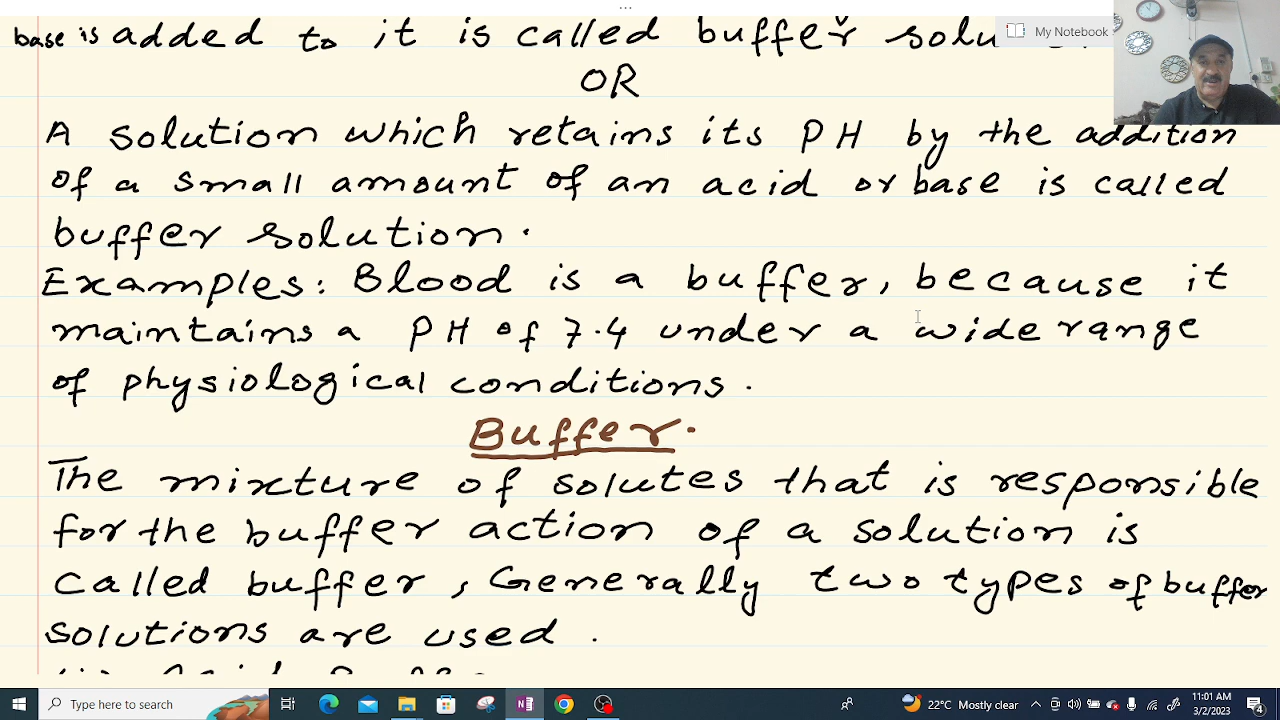 ...
My Notebook
base is added to it is called buffer
OR
A solution which retains its PH by the addition
of a small amount of an acid or base is called
buffer solution.
Examples: Blood is a buffer, because it
maintains a PH of 7.4 under a wide range
of physiological conditions.
Buffer.
The mixture of solutes that is responsible
for the buffer action of a solution is
called buffer, Generally two types of buffer
solutions are used.
Type here to search
22°C Mostly clear
11:01 AM
3/2/2023
4